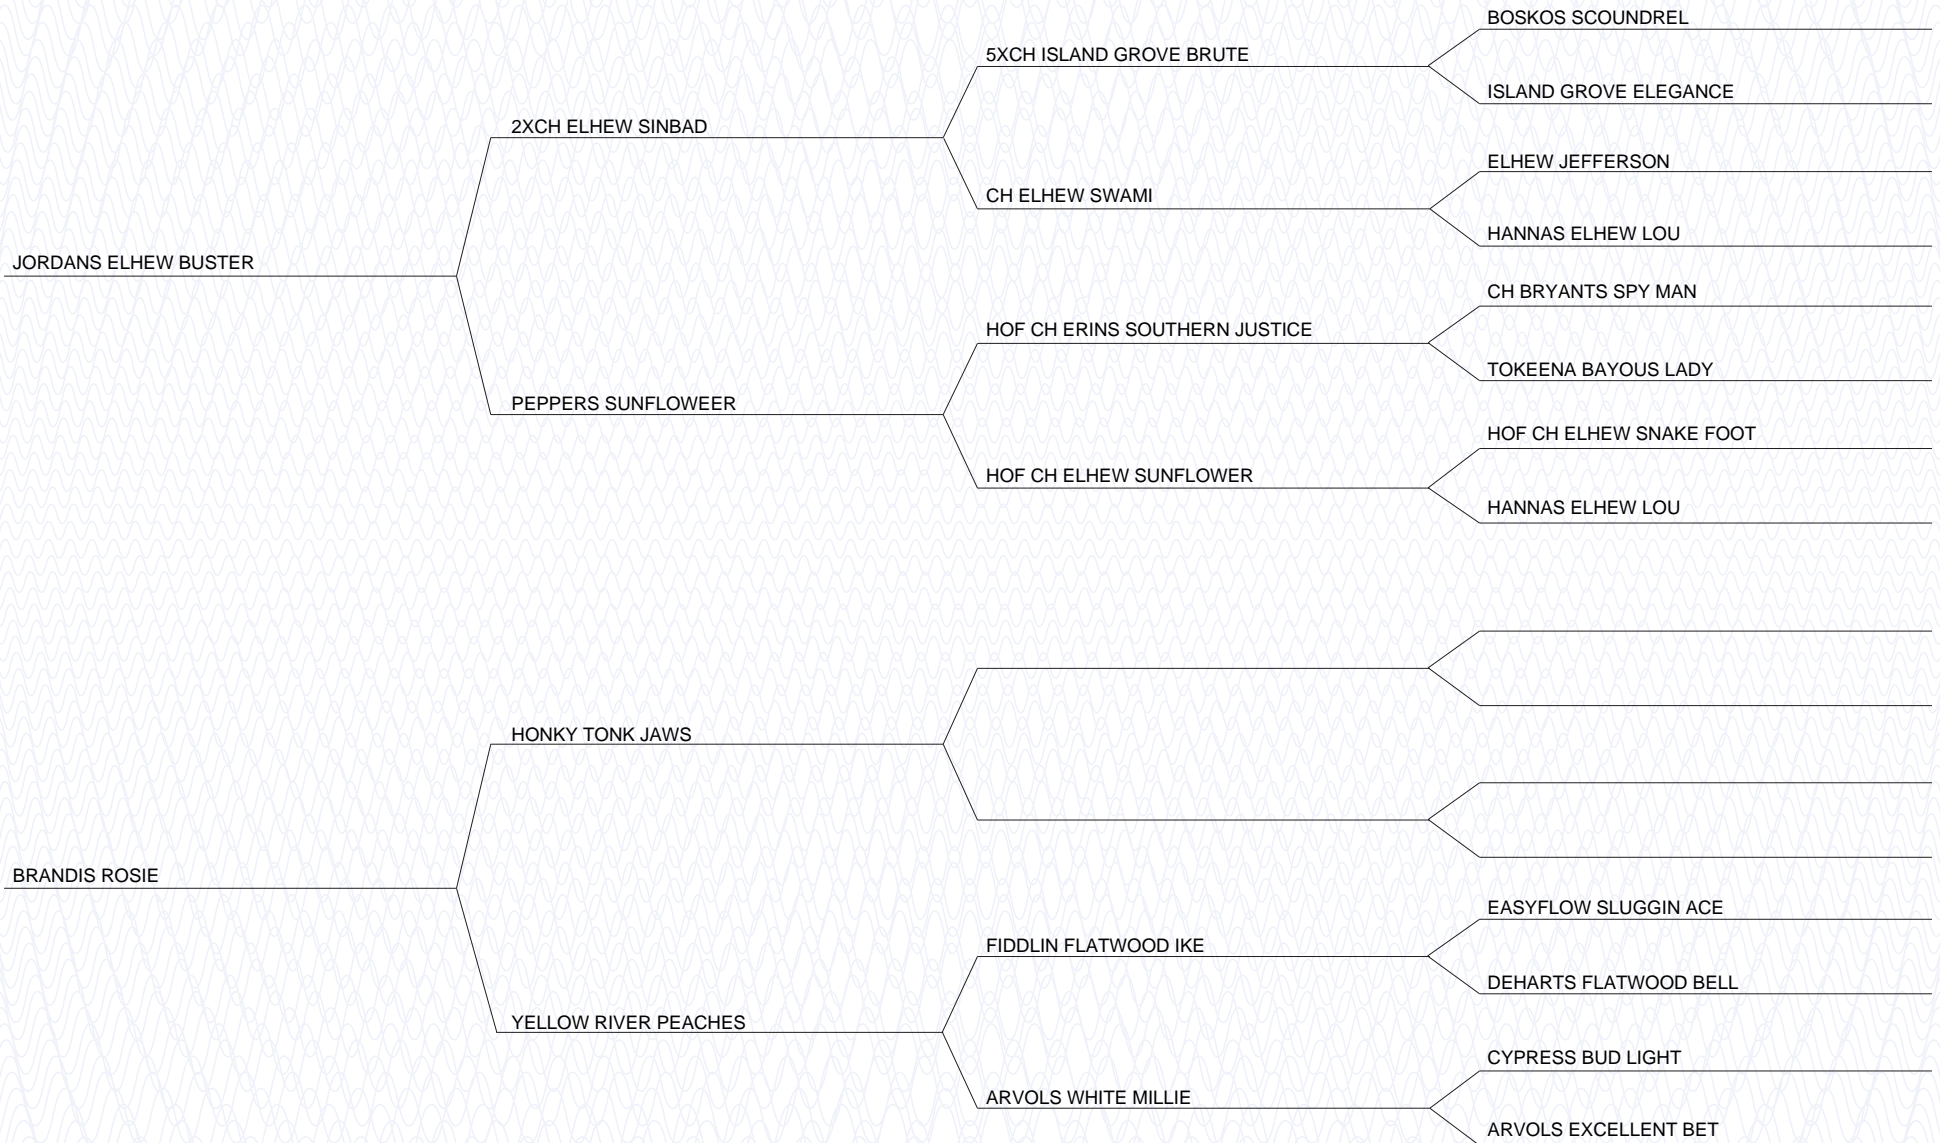 BOSKOS SCOUNDREL
5XCH ISLAND GROVE BRUTE
ISLAND GROVE ELEGANCE
2XCH ELHEW SINBAD
ELHEW JEFFERSON
CH ELHEW SWAMI
HANNAS ELHEW LOU
JORDANS ELHEW BUSTER
CH BRYANTS SPY MAN
HOF CH ERINS SOUTHERN JUSTICE
TOKEENA BAYOUS LADY
PEPPERS SUNFLOWEER
HOF CH ELHEW SNAKE FOOT
HOF CH ELHEW SUNFLOWER
HANNAS ELHEW LOU
HONKY TONK JAWS
BRANDIS ROSIE
EASYFLOW SLUGGIN ACE
FIDDLIN FLATWOOD IKE
DEHARTS FLATWOOD BELL
YELLOW RIVER PEACHES
CYPRESS BUD LIGHT
ARVOLS WHITE MILLIE
ARVOLS EXCELLENT BET